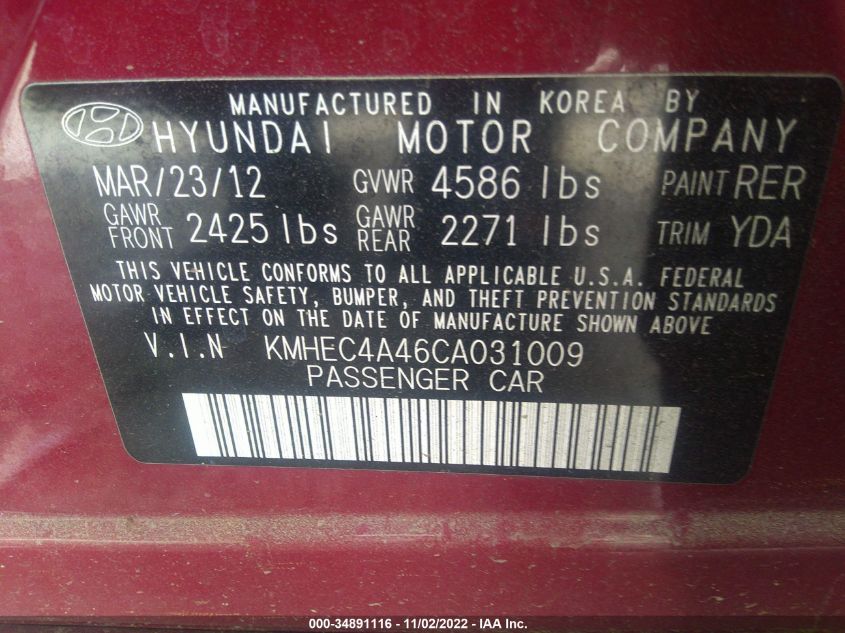 MANUFACTURED IN KOREA BY
HYUNDAI MOTOR COMPANY
MAR/23/12 GVWR 4586 lbs PAINT RER
GAWR FRONT 2425 lbs GAWR REAR 2271 lbs TRIM YDA
THIS VEHICLE CONFORMS TO ALL APPLICABLE U.S.A. FEDERAL
MOTOR VEHICLE SAFETY, BUMPER, AND THEFT PREVENTION STANDARDS
IN EFFECT ON THE DATE OF MANUFACTURE SHOWN ABOVE
V.I.N KMHEC4A46CA031009
PASSENGER CAR
000-34891116 - 11/02/2022 - IAA Inc.